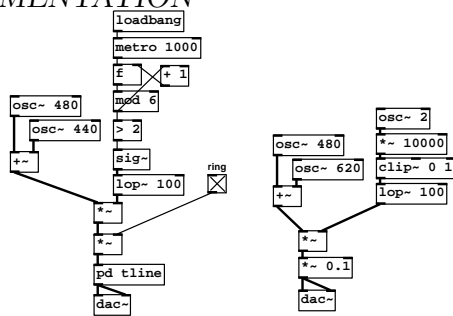 MENTATION
loadbang
metro 1000
f
+ 1
mod 6
> 2
sig~
lop~ 100
osc~ 480
osc~ 440
+~
ring
*~
*~
pd tline
dac~
osc~ 2
*~ 10000
clip~ 0 1
lop~ 100
osc~ 480
osc~ 620
+~
*~
*~ 0.1
dac~